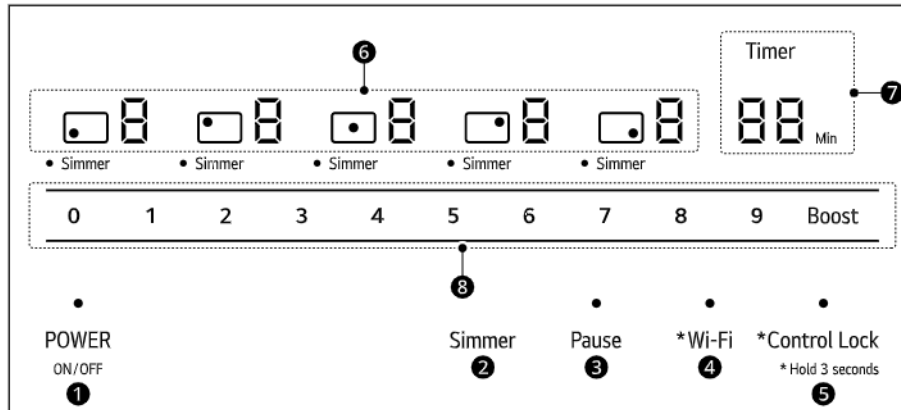 6
Timer
8 8 8 8 8 88 Min
7
• Simmer • Simmer • Simmer • Simmer • Simmer
0 1 2 3 4 5 6 7 8 9 Boost
8
POWER Simmer Pause *Wi-Fi *Control Lock
ON/OFF * Hold 3 seconds
1 2 3 4 5